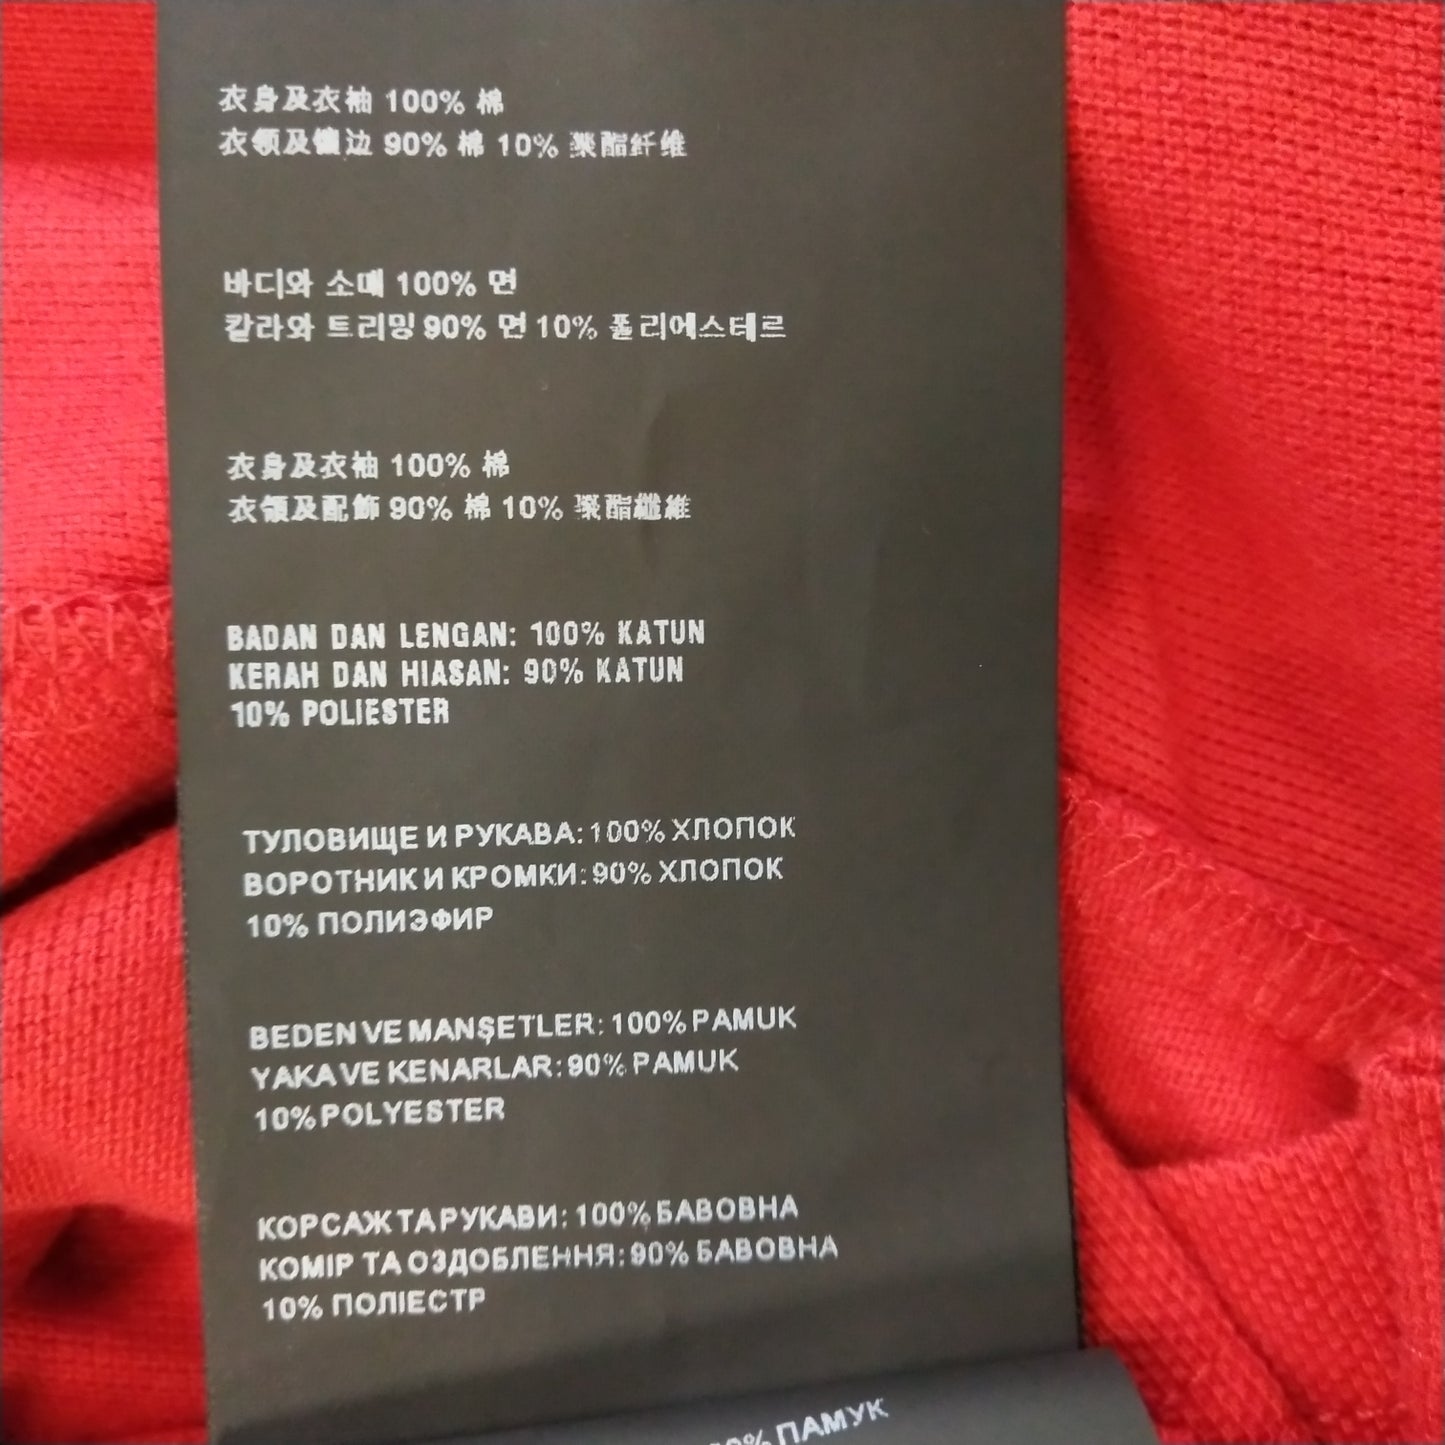 衣身及衣袖 100% 棉
衣领及镶边 90% 棉 10% 聚酯纤维
바디와 소매 100% 면
칼라와 트리밍 90% 면 10% 폴리에스테르
衣身及衣袖 100% 棉
衣領及配飾 90% 棉 10% 聚酯纖維
BADAN DAN LENGAN: 100% KATUN
KERAH DAN HIASAN: 90% KATUN
10% POLIESTER
ТУЛОВИЩЕ И РУКАВА: 100% ХЛОПОК
ВОРОТНИК И КРОМКИ: 90% ХЛОПОК
10% ПОЛИЭФИР
BEDEN VE MANŞETLER: 100% PAMUK
YAKA VE KENARLAR: 90% PAMUK
10% POLYESTER
КОРСАЖ ТА РУКАВИ: 100% БАВОВНА
КОМІР ТА ОЗДОБЛЕННЯ: 90% БАВОВНА
10% ПОЛІЕСТР
ПАМУК